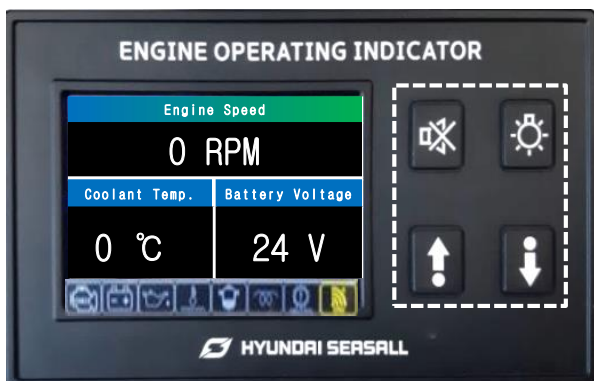 ENGINE OPERATING INDICATOR
Engine Speed
0 RPM
Coolant Temp. Battery Voltage
0 ℃ 24 V
HYUNDAI SEASALL